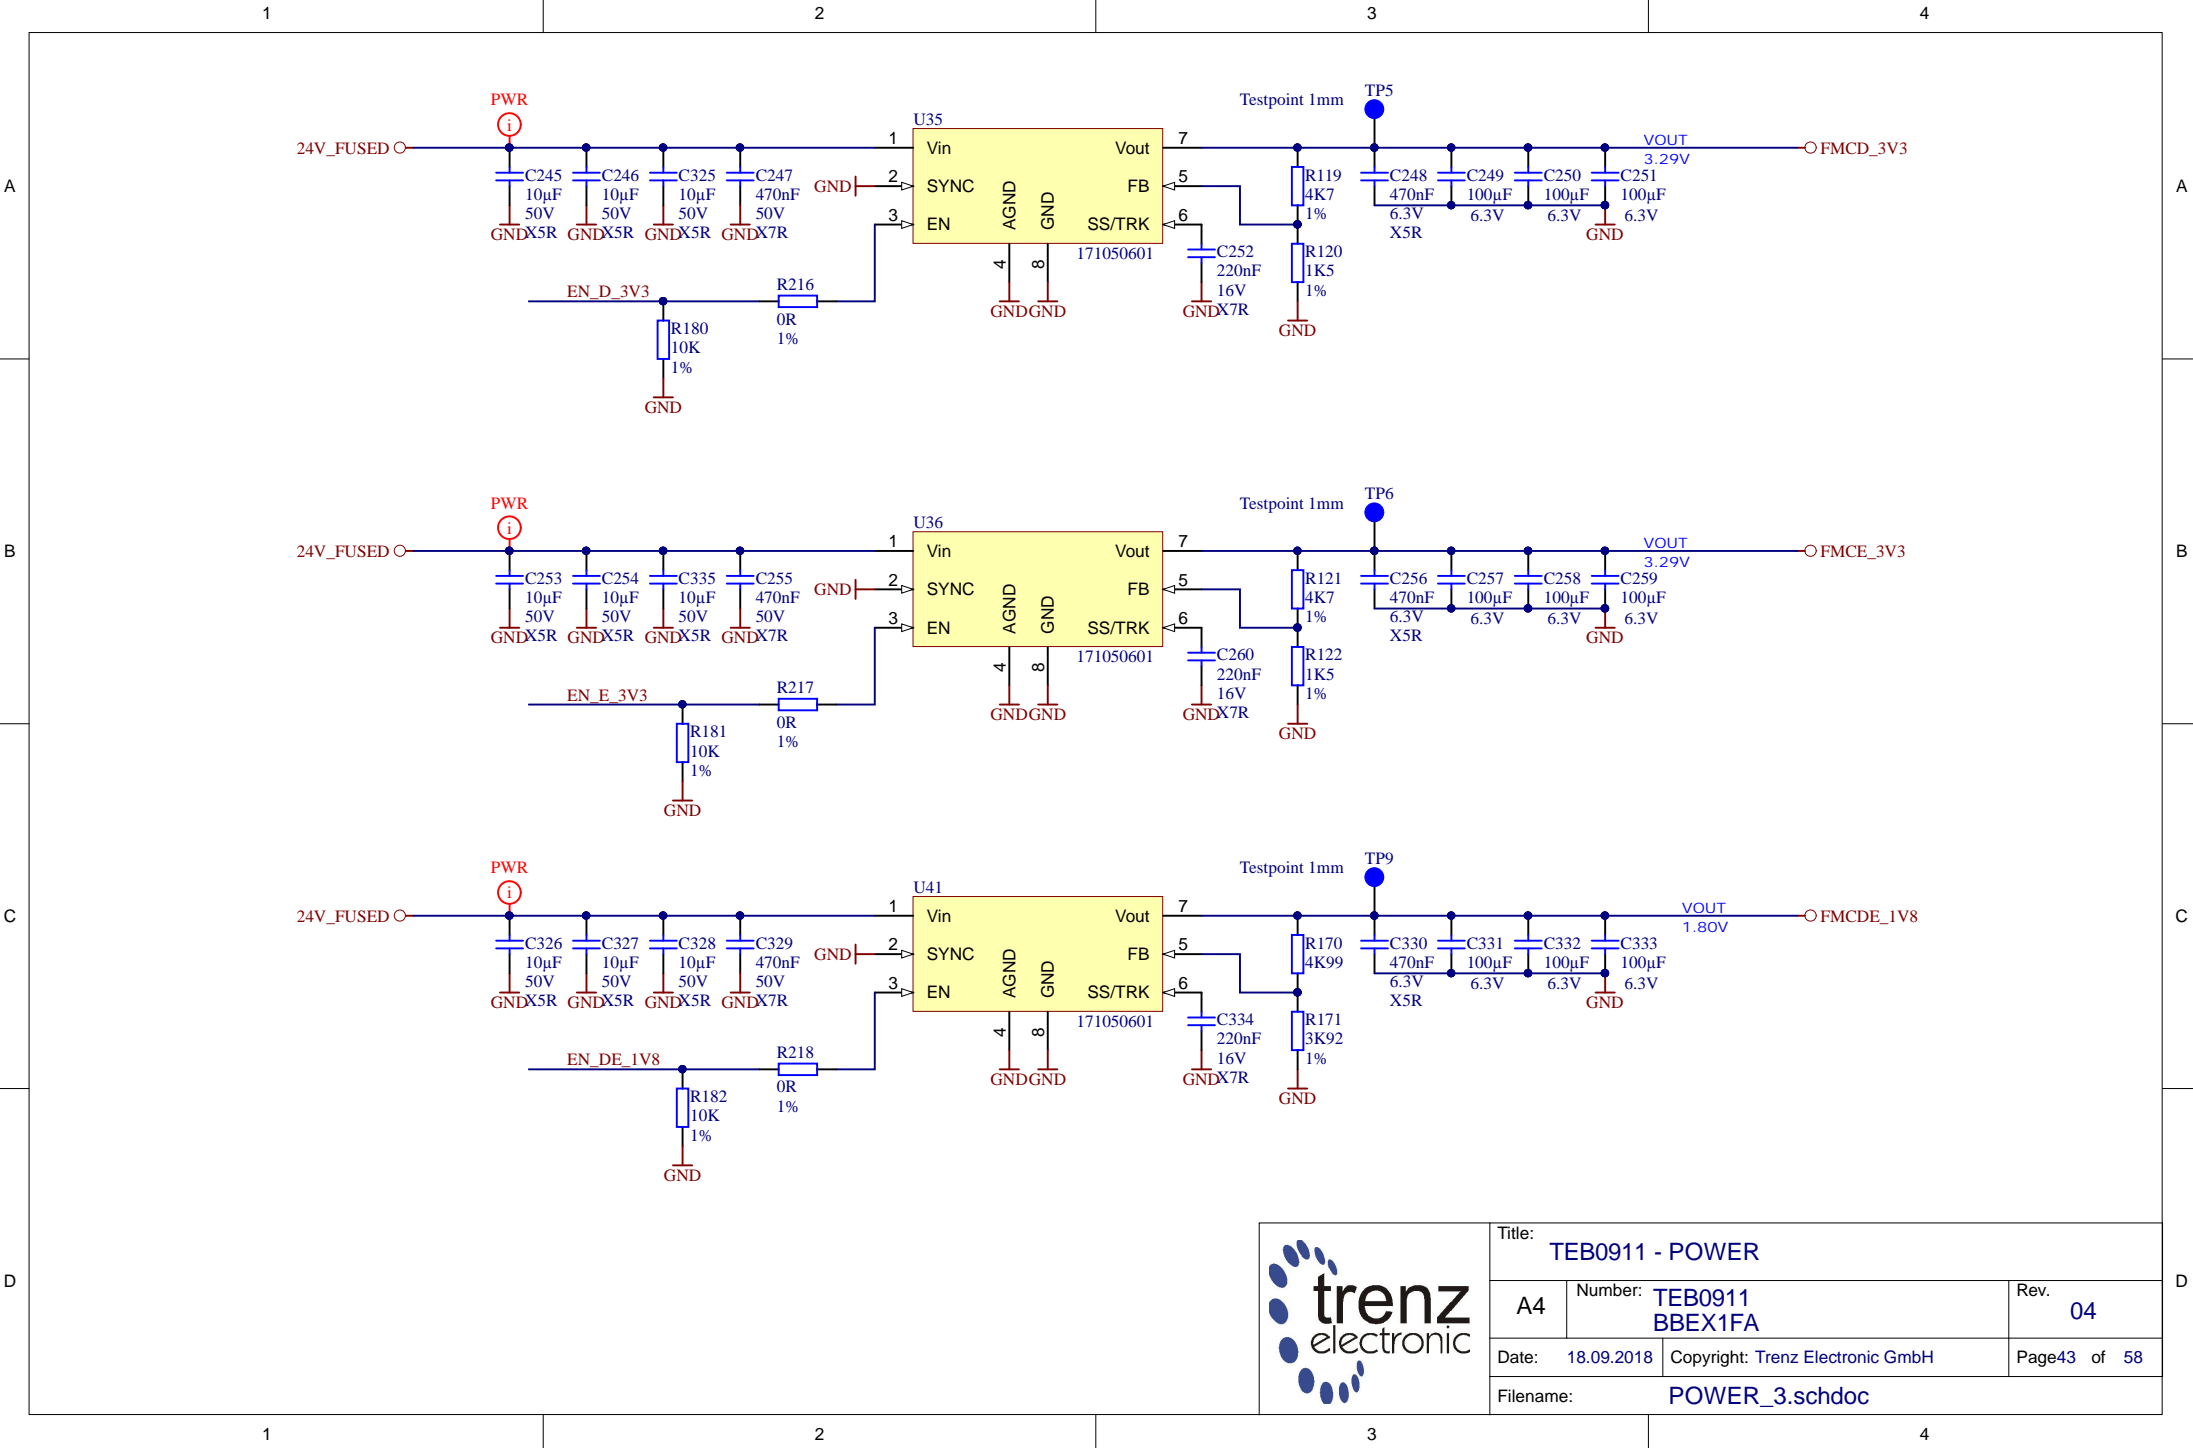 1 2 3 4
A A
PWR Testpoint 1mm TP5
U35
24V_FUSED 1 Vin Vout 7 VOUT FMCD_3V3
3.29V
C245 C246 C325 C247 GND 2 SYNC FB 5 R119 C248 C249 C250 C251
10µF 10µF 10µF 470nF 4K7 470nF 100µF 100µF 100µF
50V 50V 50V 50V 3 EN AGND GND SS/TRK 6 1% 6.3V 6.3V 6.3V 6.3V
GND X5R GND X5R GND X5R GND X7R X5R GND
171050601 C252 R120
4 8 220nF 1K5
EN_D_3V3 R216 16V 1%
GND GND GND X7R
0R GND
R180 1%
10K
1%
GND
B B
PWR Testpoint 1mm TP6
U36
24V_FUSED 1 Vin Vout 7 VOUT FMCE_3V3
3.29V
C253 C254 C335 C255 GND 2 SYNC FB 5 R121 C256 C257 C258 C259
10µF 10µF 10µF 470nF 4K7 470nF 100µF 100µF 100µF
50V 50V 50V 50V 3 EN AGND GND SS/TRK 6 1% 6.3V 6.3V 6.3V 6.3V
GND X5R GND X5R GND X5R GND X7R X5R GND
171050601 C260 R122
4 8 220nF 1K5
EN_E_3V3 R217 16V 1%
GND GND GND X7R
0R GND
R181 1%
10K
1%
GND
C C
PWR Testpoint 1mm TP9
U41
24V_FUSED 1 Vin Vout 7 VOUT FMCDE_1V8
1.80V
C326 C327 C328 C329 GND 2 SYNC FB 5 R170 C330 C331 C332 C333
10µF 10µF 10µF 470nF 4K99 470nF 100µF 100µF 100µF
50V 50V 50V 50V 3 EN AGND GND SS/TRK 6 6.3V 6.3V 6.3V 6.3V
GND X5R GND X5R GND X5R GND X7R X5R GND
171050601 C334 R171
4 8 220nF 3K92
EN_DE_1V8 R218 16V 1%
GND GND GND X7R
0R GND
R182 1%
10K
1%
GND
D D
trenz
electronic
Title:
TEB0911 - POWER
A4 Number: TEB0911
BBEX1FA
Rev.
04
Date: 18.09.2018 Copyright: Trenz Electronic GmbH Page43 of 58
Filename: POWER_3.schdoc
1 2 3 4